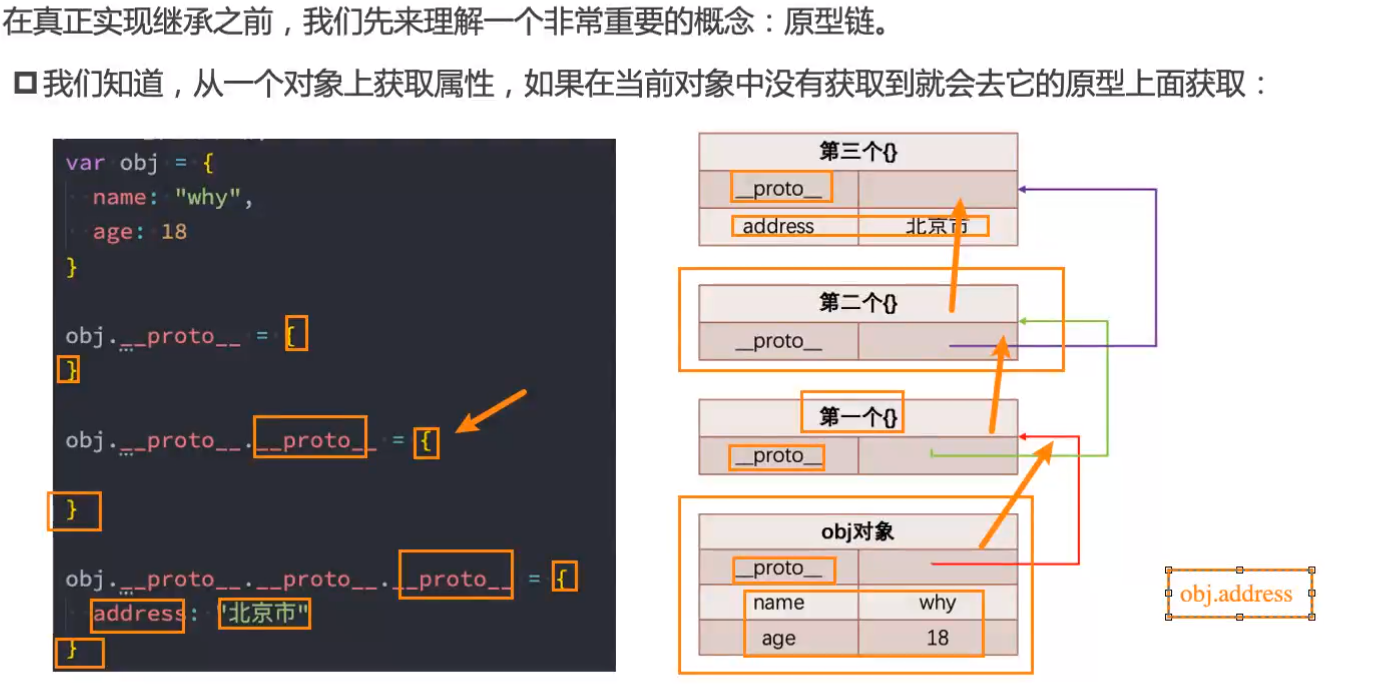 在真正实现继承之前，我们先来理解一个非常重要的概念：原型链。
我们知道，从一个对象上获取属性，如果在当前对象中没有获取到就会去它的原型上面获取：
var obj = {
name: "why",
age: 18
}
obj.__proto__ = {
}
obj.__proto__.__proto__ = {
}
obj.__proto__.__proto__.__proto__ = {
address: "北京市"
}
第三个{}
__proto__
address 北京市
第二个{}
__proto__
第一个{}
__proto__
obj对象
__proto__
name why
age 18
obj.address